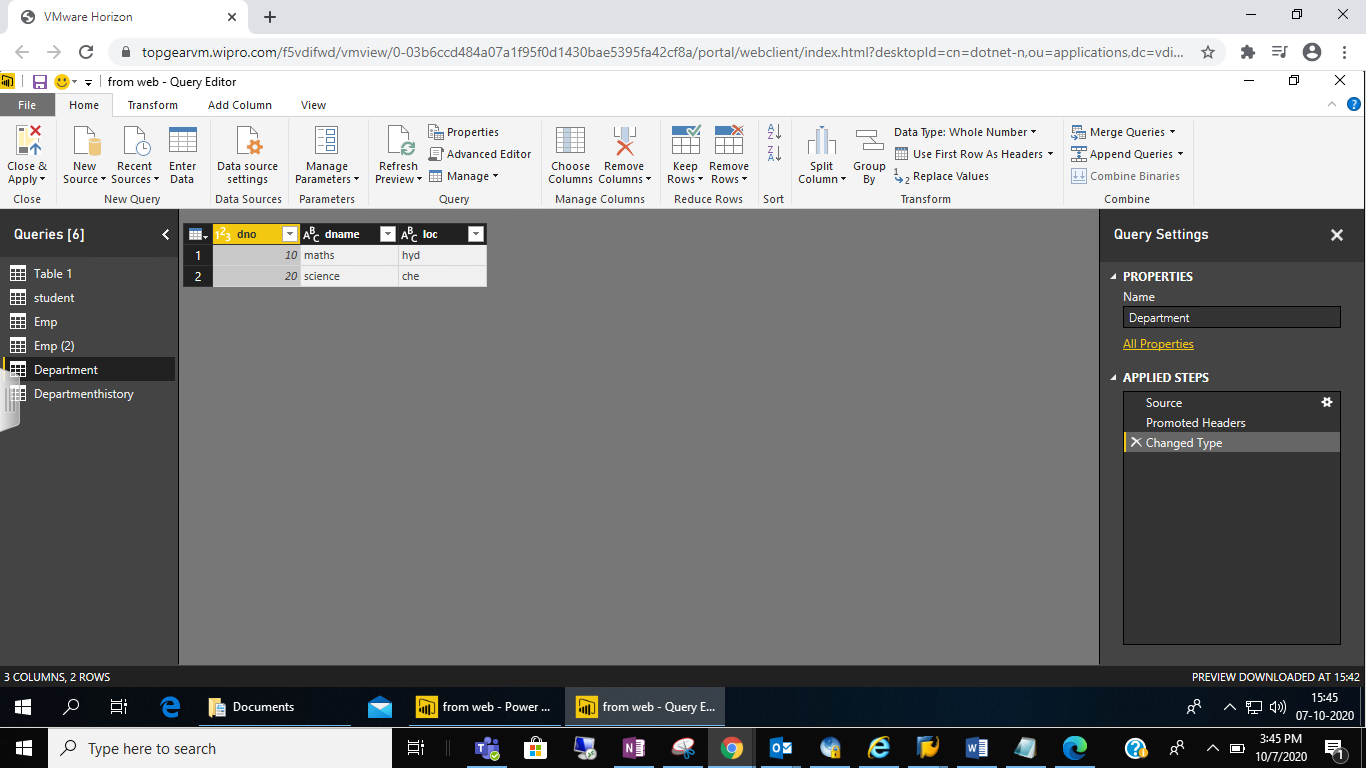 VMware Horizon
topgearvm.wipro.com/f5vdifwd/vmview/0-03b6ccd484a07a1f95f0d1430bae5395fa42cf8a/portal/webclient/index.html?desktopId=cn=dotnet-n,ou=applications,dc=vdi...
from web - Query Editor
File Home Transform Add Column View
Close & Apply
New Source
Recent Sources
Enter Data
Data source settings
Manage Parameters
Refresh Preview
Properties
Advanced Editor
Manage
Choose Columns
Remove Columns
Keep Rows
Remove Rows
Split Column
Group By
Data Type: Whole Number
Use First Row As Headers
Replace Values
Merge Queries
Append Queries
Combine Binaries
Close New Query Data Sources Parameters Query Manage Columns Reduce Rows Sort Transform Combine
Queries [6]
Table 1
student
Emp
Emp (2)
Department
Departmenthistory
dno dname loc
1 10 maths hyd
2 20 science che
Query Settings
PROPERTIES
Name
Department
All Properties
APPLIED STEPS
Source
Promoted Headers
Changed Type
3 COLUMNS, 2 ROWS PREVIEW DOWNLOADED AT 15:42
Documents from web - Power ... from web - Query E... 15:45
07-10-2020
Type here to search 3:45 PM
10/7/2020